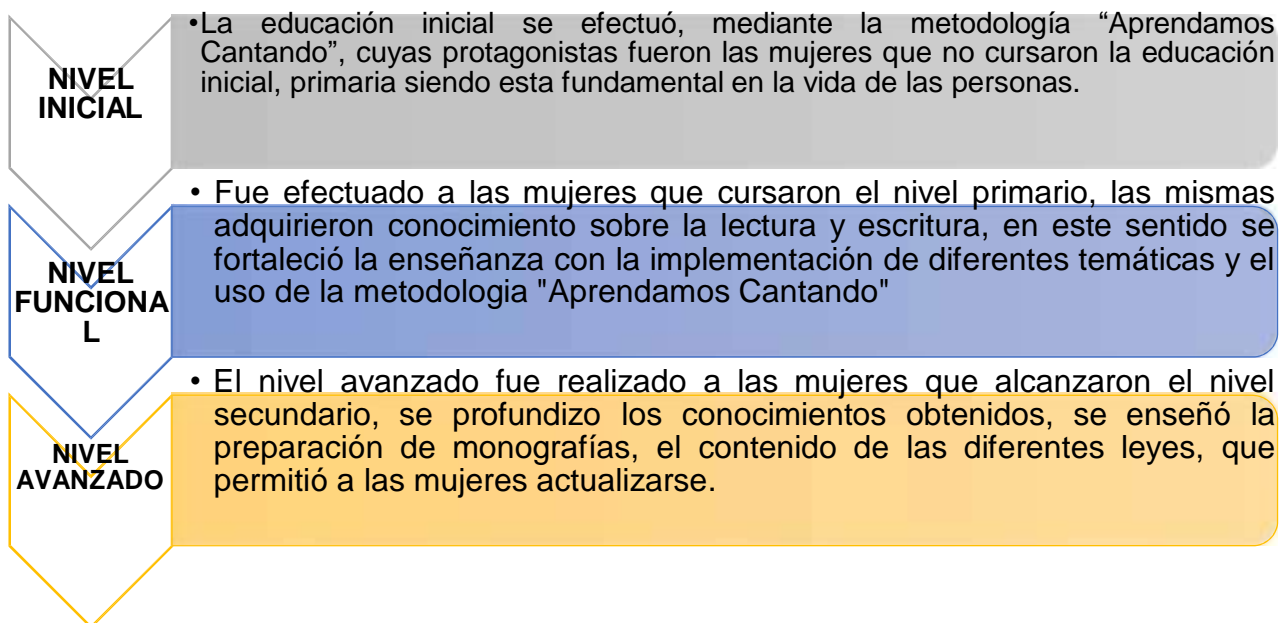 NIVEL
INICIAL
•La educación inicial se efectuó, mediante la metodología “Aprendamos
Cantando”, cuyas protagonistas fueron las mujeres que no cursaron la educación
inicial, primaria siendo esta fundamental en la vida de las personas.
NIVEL
FUNCIONA
L
• Fue efectuado a las mujeres que cursaron el nivel primario, las mismas
adquirieron conocimiento sobre la lectura y escritura, en este sentido se
fortaleció la enseñanza con la implementación de diferentes temáticas y el
uso de la metodologia "Aprendamos Cantando"
NIVEL
AVANZADO
• El nivel avanzado fue realizado a las mujeres que alcanzaron el nivel
secundario, se profundizo los conocimientos obtenidos, se enseñó la
preparación de monografías, el contenido de las diferentes leyes, que
permitió a las mujeres actualizarse.